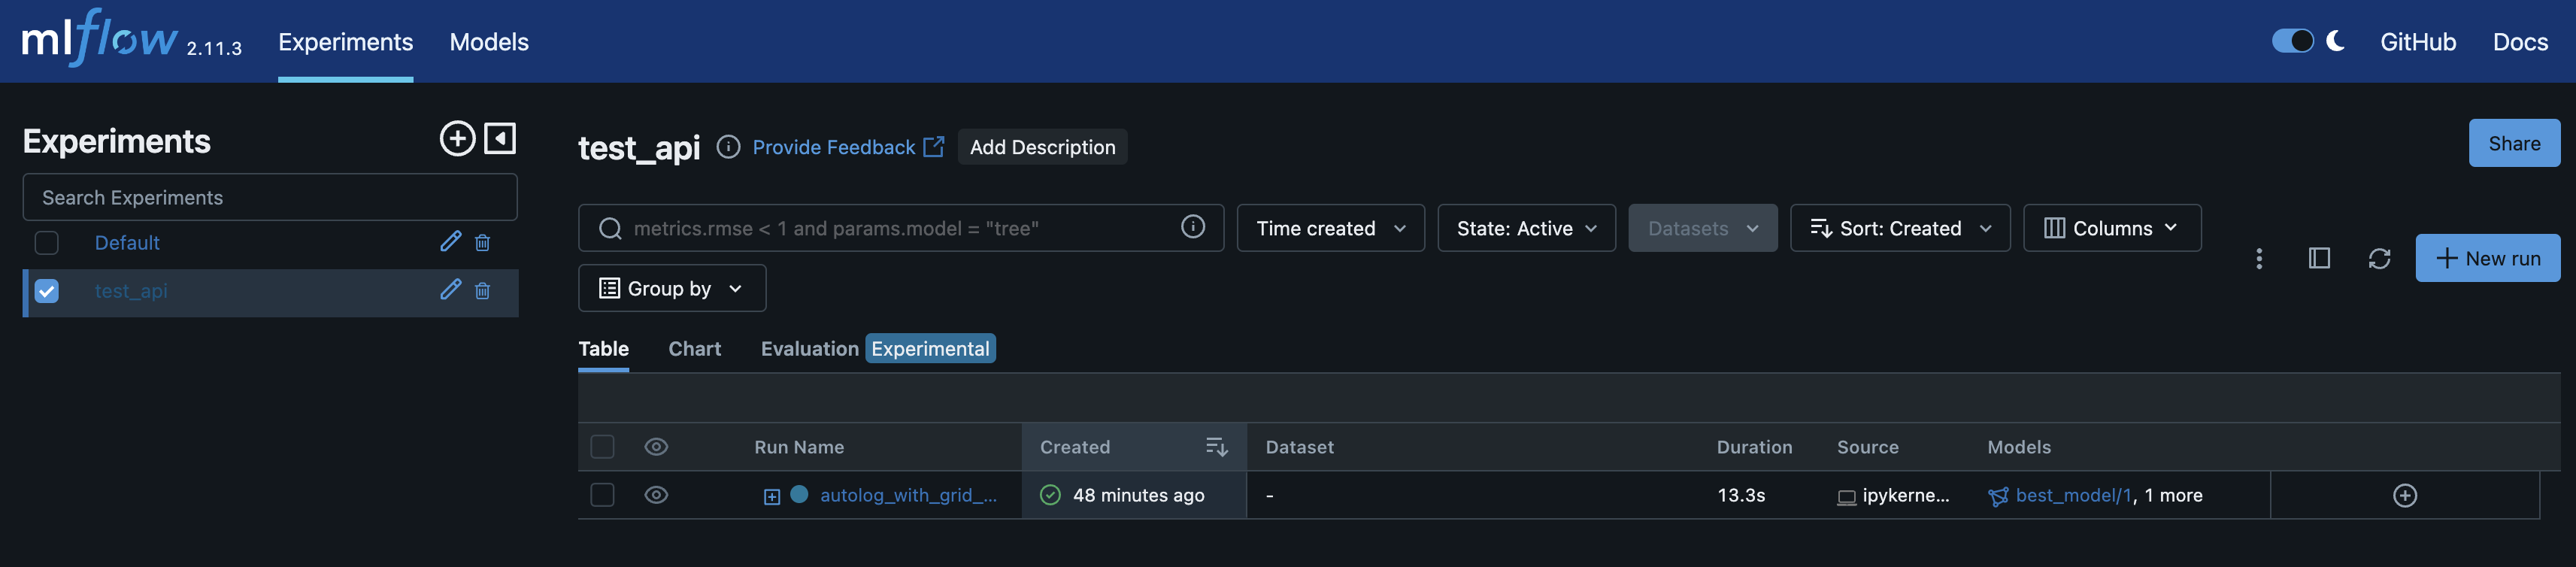 mlflow 2.11.3 Experiments Models GitHub Docs
Experiments
Search Experiments
Default
test_api
test_api Provide Feedback Add Description Share
metrics.rmse < 1 and params.model = "tree" Time created State: Active Datasets Sort: Created Columns
New run
Group by
Table Chart Evaluation Experimental
Run Name Created Dataset Duration Source Models
autolog_with_grid_... 48 minutes ago - 13.3s ipykerne... best_model/1, 1 more